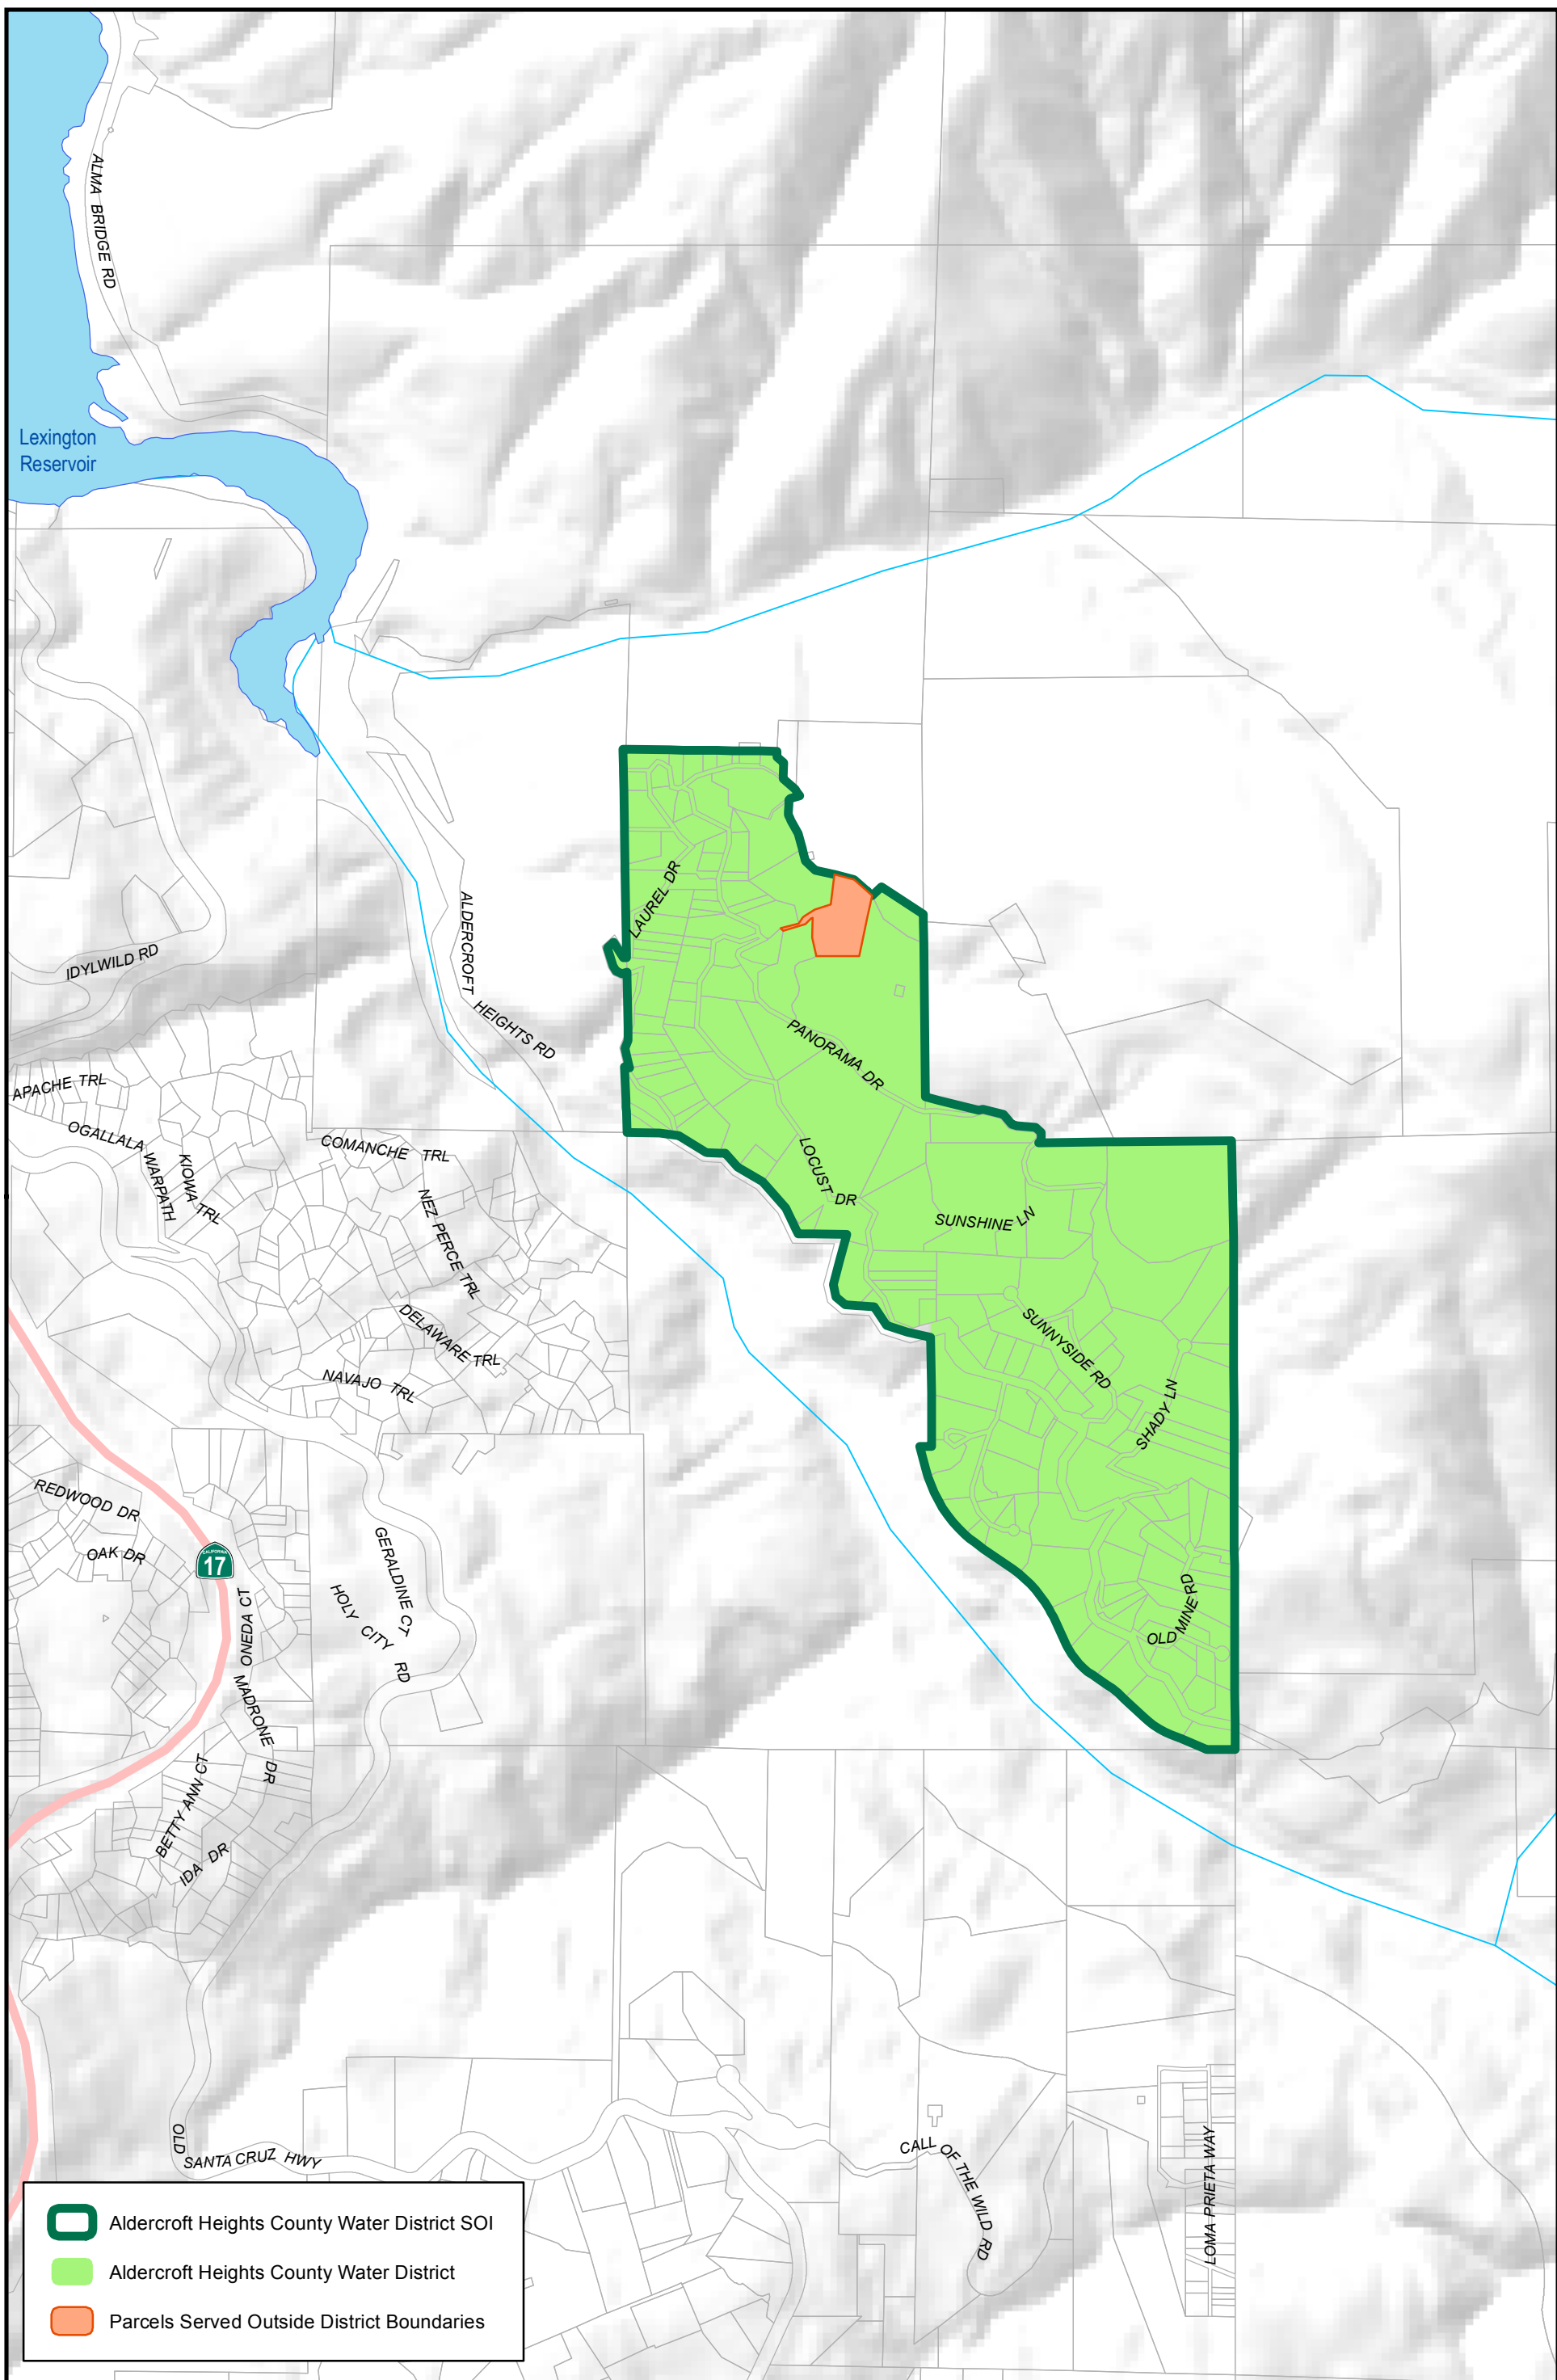 ALMA BRIDGE RD
Lexington
Reservoir
LAUREL DR
ALDERCROFT
HEIGHTS RD
IDYLWILD RD
PANORAMA DR
APACHE TRL
OGALLALA
WARPATH
KIOWA TRL
COMANCHE TRL
NEZ PERCE TRL
LOCUST DR
SUNSHINE LN
DELAWARE TRL
NAVAJO TRL
SUNNYSIDE RD
SHADY LN
REDWOOD DR
OAK DR
CALIFORNIA
17
GERALDINE CT
HOLY CITY RD
ONEDA CT
MADRONE DR
OLD MINE RD
BETTY ANN CT
IDA DR
OLD
SANTA CRUZ HWY
CALL OF THE WILD RD
LOMA PRIETA WAY
Aldercroft Heights County Water District SOI
Aldercroft Heights County Water District
Parcels Served Outside District Boundaries